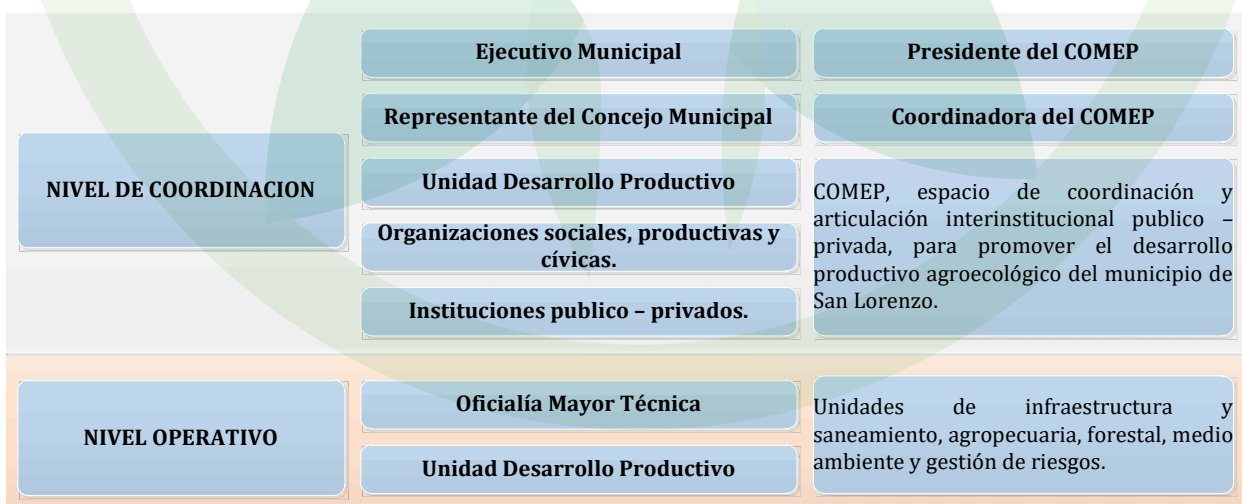 Ejecutivo Municipal
Presidente del COMEP
Representante del Concejo Municipal
Coordinadora del COMEP
NIVEL DE COORDINACION
Unidad Desarrollo Productivo
Organizaciones sociales, productivas y
cívicas.
Instituciones publico – privados.
COMEP, espacio de coordinación y
articulación interinstitucional publico –
privada, para promover el desarrollo
productivo agroecológico del municipio de
San Lorenzo.
NIVEL OPERATIVO
Oficialía Mayor Técnica
Unidad Desarrollo Productivo
Unidades de infraestructura y
saneamiento, agropecuaria, forestal, medio
ambiente y gestión de riesgos.